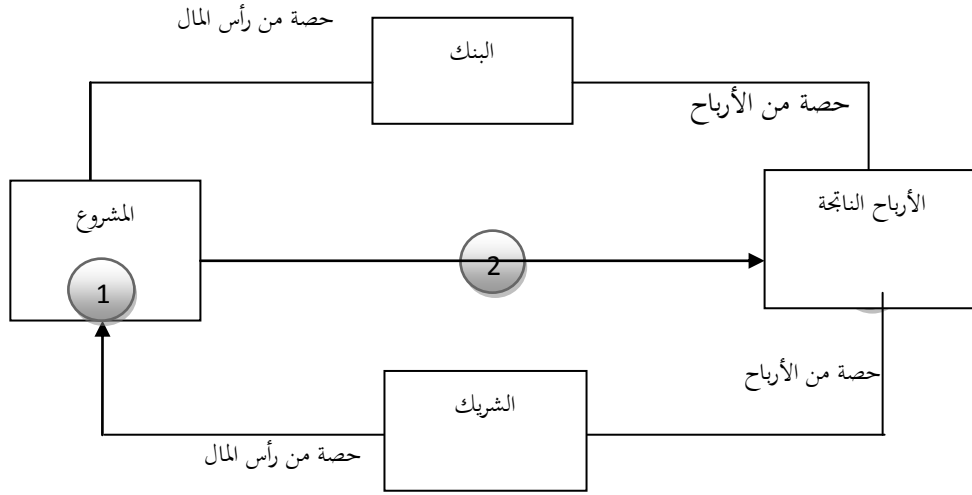 حصة من رأس المال
البنك
حصة من الأرباح
الأرباح الناتجة
المشروع
2
1
حصة من الأرباح
الشريك
حصة من رأس المال